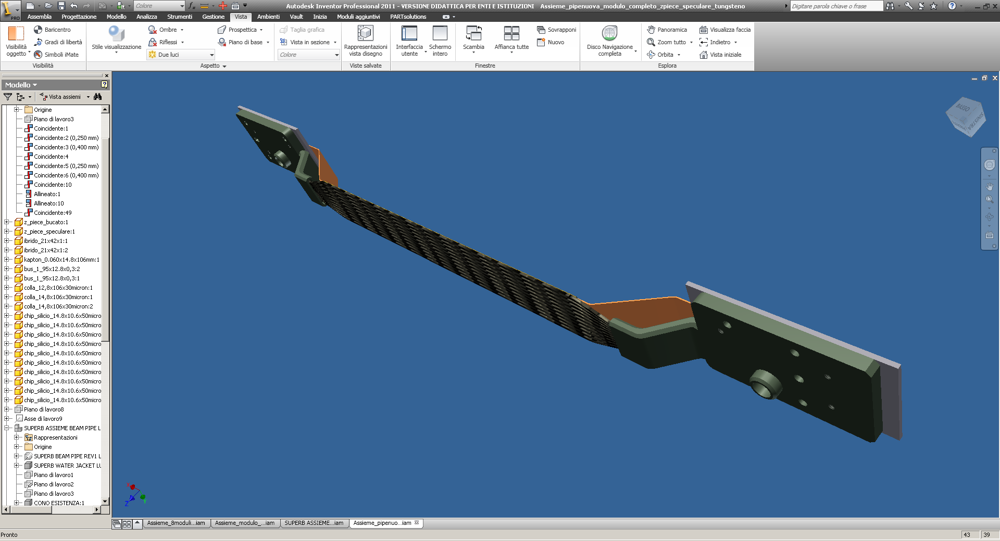 PRO
Colore
Autodesk Inventor Professional 2011 - VERSIONE DIDATTICA PER ENTI E ISTITUZIONI Assieme_pipenuova_modulo_completo_zpiece_speculare_tungsteno
Digitare parola chiave o frase
Assembla Progettazione Modello Analizza Strumenti Gestione Vista Ambienti Vault Inizia Moduli aggiuntivi PARTsolutions
Visibilità oggetto
Baricentro
Gradi di libertà
Simboli iMate
Visibilità
Stile visualizzazione
Ombre
Riflessi
Due luci
Prospettica
Piano di base
Aspetto
Taglia grafica
Vista in sezione
Colore
Rappresentazioni
vista disegno
Viste salvate
Interfaccia
utente
Schermo
intero
Scambia
Affianca tutte
Sovrapponi
Nuovo
Finestre
Disco Navigazione
completa
Panoramica
Zoom tutto
Orbita
Visualizza faccia
Indietro
Vista iniziale
Esplora
Modello
Vista assiemi
Origine
Piano di lavoro3
Coincidente:1
Coincidente:2 (0,250 mm)
Coincidente:3 (0,400 mm)
Coincidente:4
Coincidente:5 (0,250 mm)
Coincidente:6 (0,400 mm)
Coincidente:10
Allineato:1
Allineato:10
Coincidente:49
z_piece_bucato:1
z_piece_speculare:1
ibrido_21x42x1:1
ibrido_21x42x1:2
kapton_0.060x14.8x106mm:1
bus_1_95x12.8x0,3:2
bus_1_95x12.8x0,3:1
colla_12,8x106x30micron:1
colla_14,8x106x30micron:1
colla_14,8x106x30micron:2
chip_silicio_14.8x10.6x50micro
chip_silicio_14.8x10.6x50micro
chip_silicio_14.8x10.6x50micro
chip_silicio_14.8x10.6x50micro
chip_silicio_14.8x10.6x50micro
chip_silicio_14.8x10.6x50micro
chip_silicio_14.8x10.6x50micro
chip_silicio_14.8x10.6x50micro
chip_silicio_14.8x10.6x50micro
chip_silicio_14.8x10.6x50micro
Piano di lavoro8
Asse di lavoro9
SUPERB ASSIEME BEAM PIPE L
Rappresentazioni
Origine
SUPERB BEAM PIPE REV1 L
SUPERB WATER JACKET LU
Piano di lavoro1
Piano di lavoro2
Piano di lavoro3
CONO ESISTENZA:1
BASSO
SINISTRA
X
Y
Z
Assieme_8moduli...iam
Assieme_modulo_...iam
SUPERB ASSIEME...iam
Assieme_pipenuo...iam
Pronto
43
39